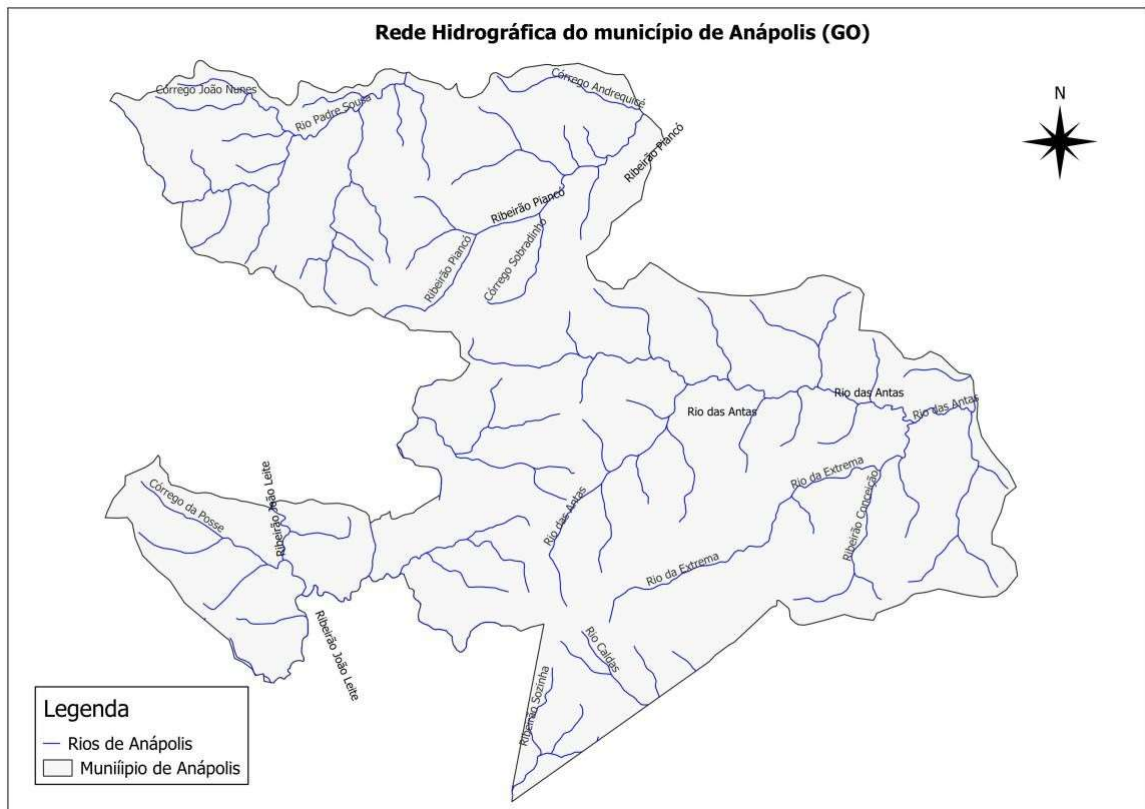 Rede Hidrográfica do município de Anápolis (GO)
N
Córrego João Nunes
Rio Padre Sousa
Córrego Andrequicé
Ribeirão Piancó
Ribeirão Piancó
Ribeirão Piancó
Córrego Sobradinho
Rio das Antas
Rio das Antas
Rio das Antas
Rio da Extrema
Ribeirão Conceição
Córrego da Posse
Ribeirão João Leite
Rio das Antas
Rio da Extrema
Ribeirão João Leite
Rio Caldas
Ribeirão Sozinha
Legenda
Rios de Anápolis
Muniíipio de Anápolis